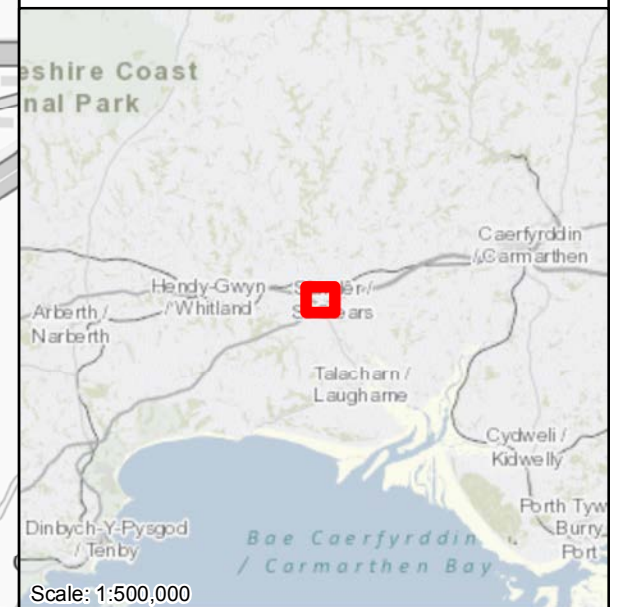 eshire Coast
nal Park
Caerfyrddin
/Carmarthen
Hendy-Gwyn
/ Whitland
Arberth /
Narberth
Talacharn /
Laugharne
Cydweli /
Kidwelly
Porth Tyw
Burry
Port
Dinbych-Y-Pysgod
/ Tenby
Bae Caerfyrddin
/ Carmarthen Bay
Scale: 1:500,000